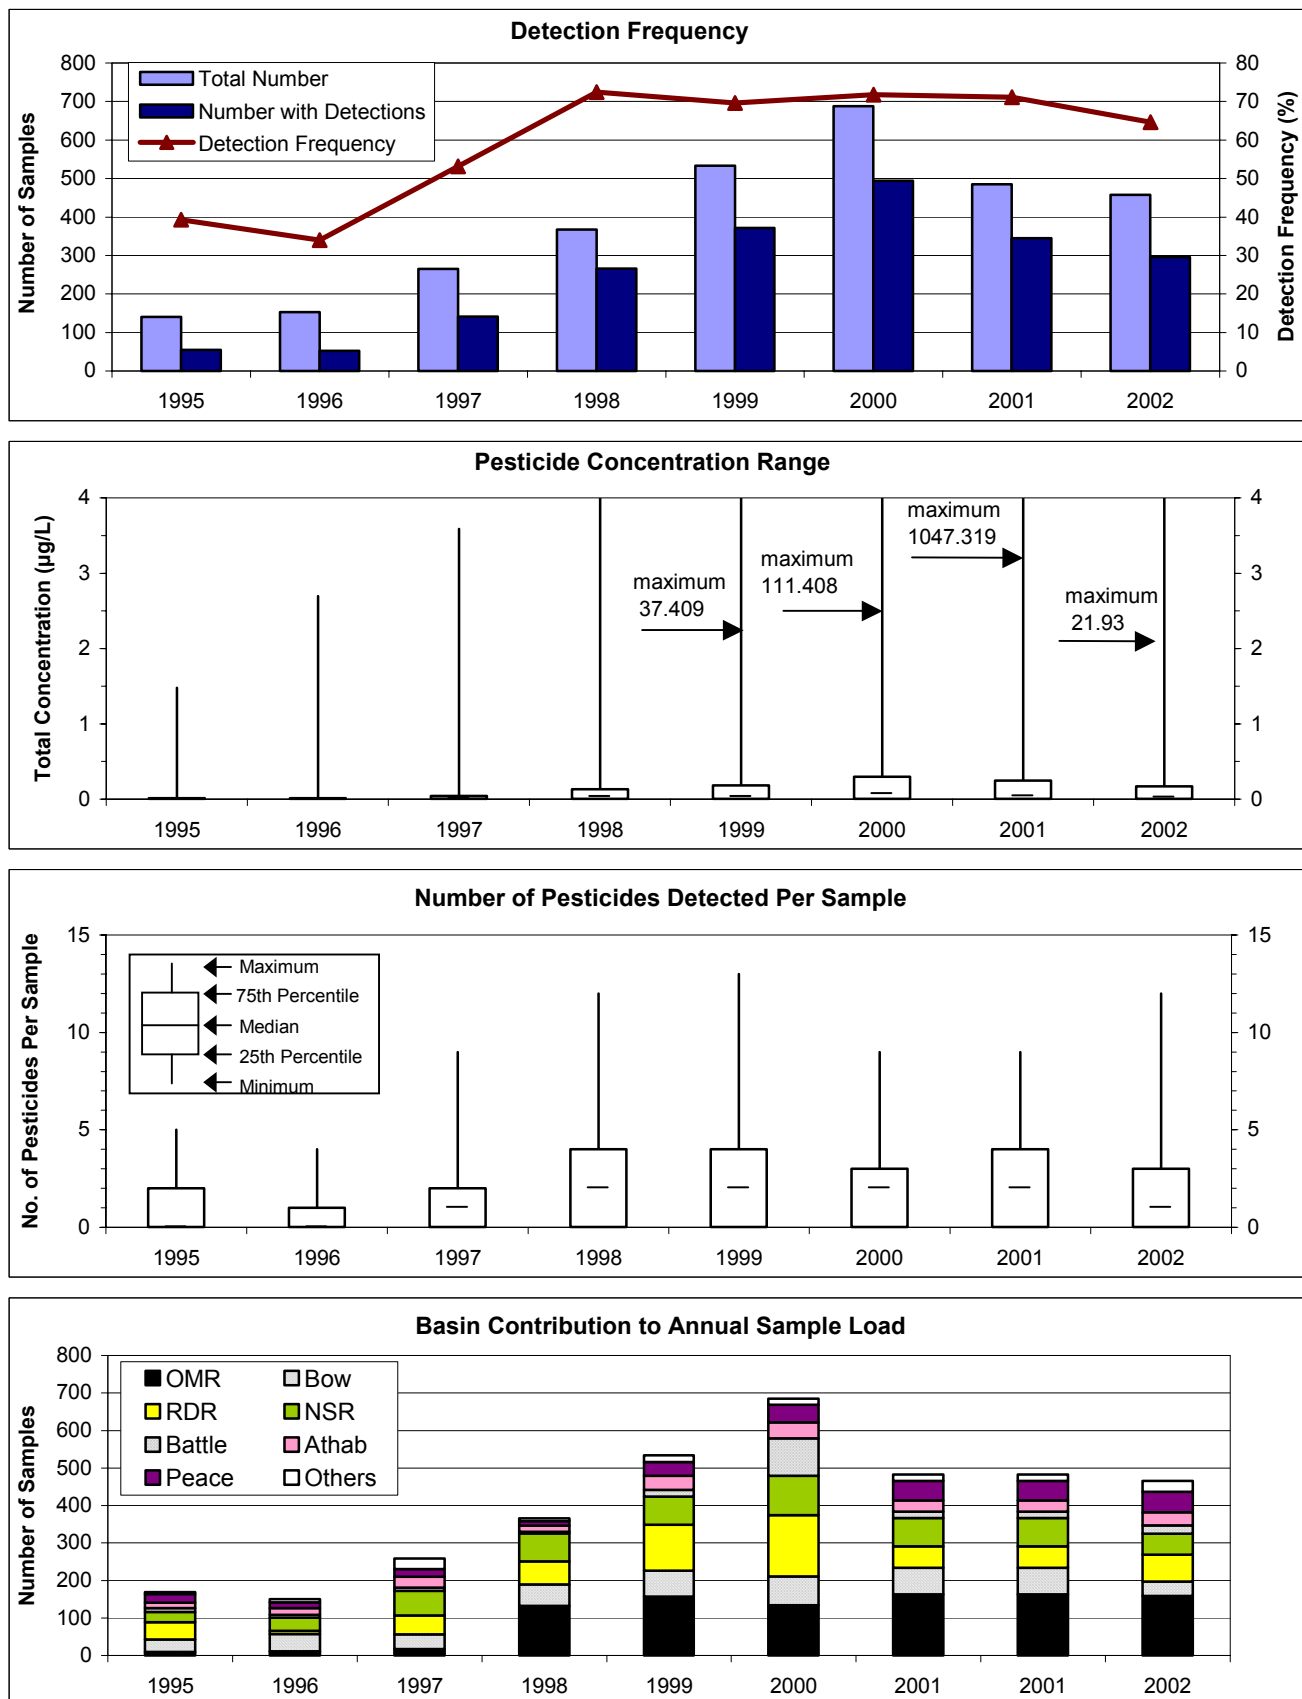 Detection Frequency
Number of Samples
800
700
600
500
400
300
200
100
0
Total Number
Number with Detections
Detection Frequency
80
70
60
50
40
30
20
10
0
Detection Frequency (%)
1995 1996 1997 1998 1999 2000 2001 2002
Pesticide Concentration Range
Total Concentration (µg/L)
4
3
2
1
0
maximum
37.409
maximum
111.408
maximum
1047.319
maximum
21.93
4
3
2
1
0
1995 1996 1997 1998 1999 2000 2001 2002
Number of Pesticides Detected Per Sample
No. of Pesticides Per Sample
15
10
5
0
Maximum
75th Percentile
Median
25th Percentile
Minimum
15
10
5
0
1995 1996 1997 1998 1999 2000 2001 2002
Basin Contribution to Annual Sample Load
Number of Samples
800
700
600
500
400
300
200
100
0
OMR Bow
RDR NSR
Battle Athab
Peace Others
1995 1996 1997 1998 1999 2000 2001 2001 2002